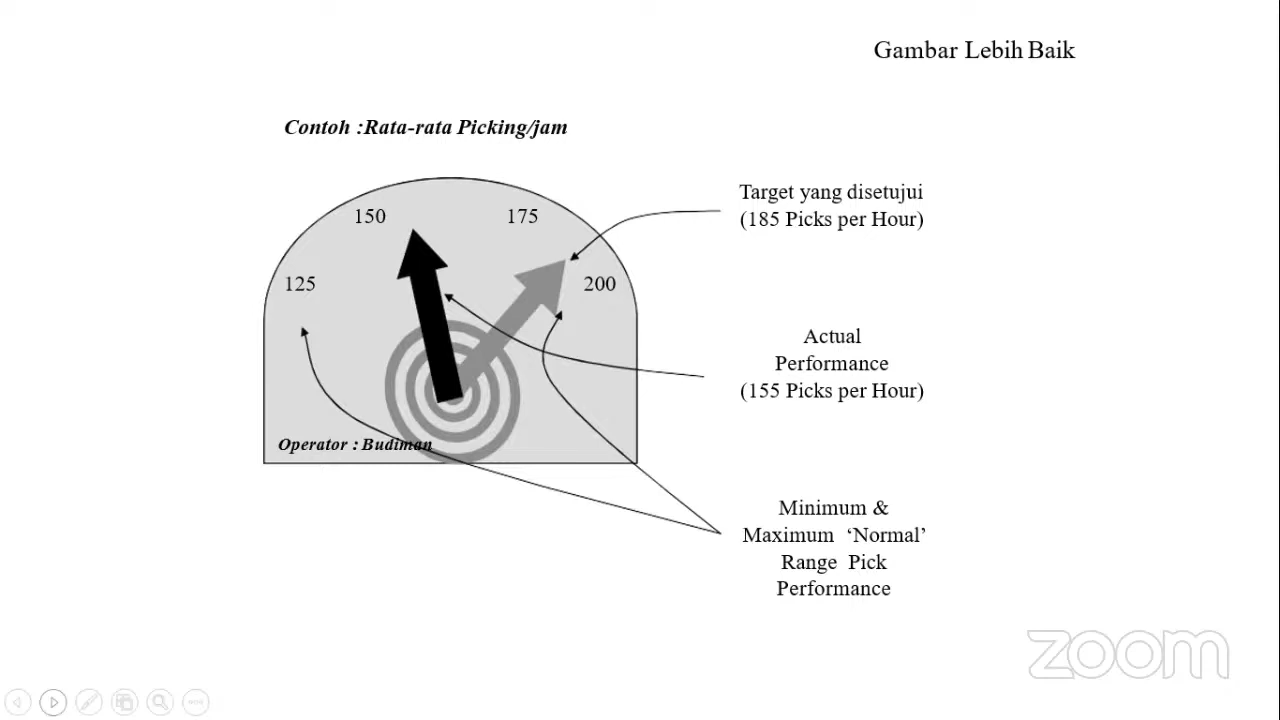 Gambar Lebih Baik
Contoh :Rata-rata Picking/jam
150
175
125
200
Operator : Budiman
Target yang disetujui
(185 Picks per Hour)
Actual
Performance
(155 Picks per Hour)
Minimum &
Maximum ‘Normal’
Range Pick
Performance
zoom